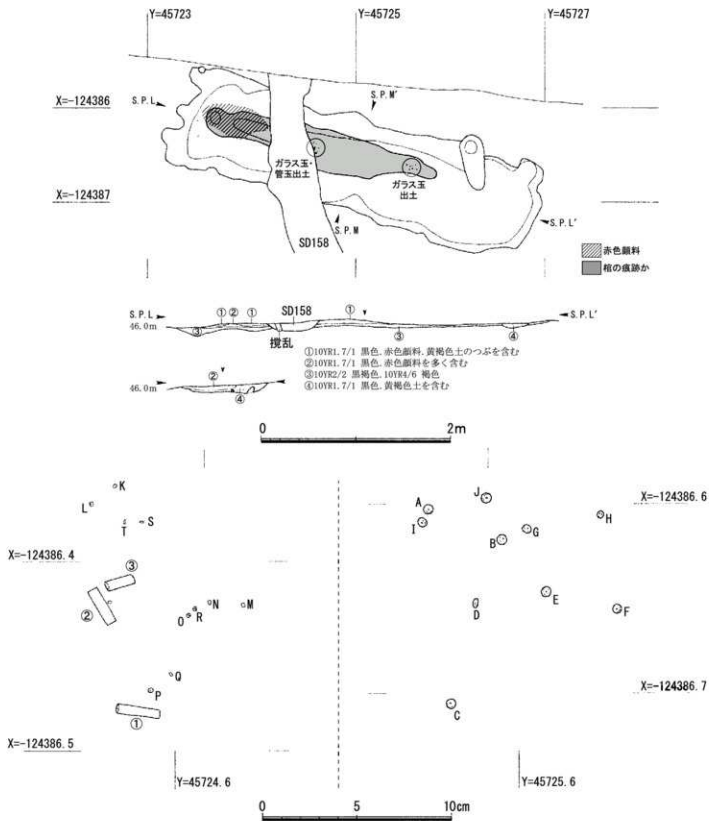 Y=45723
Y=45725
Y=45727
X=-124386
S.P.L
S.P.M'
ガラス玉・
管玉出土
ガラス玉
出土
X=-124387
S.P.M
S.P.L'
SD158
赤色顔料
棺の痕跡か
S.P.L
①
②
①
SD158
①
S.P.L'
46.0m
③
撹乱
③
④
①10YR1.7/1 黒色.赤色顔料.黄褐色土のつぶを含む
②10YR1.7/1 黒色.赤色顔料を多く含む
③10YR2/2 黒褐色.10YR4/6 褐色
④10YR1.7/1 黒色.黄褐色土を含む
②
46.0m
④
0
2m
K
L
T
S
X=-124386.4
③
②
O
R
N
M
Q
P
①
X=-124386.5
Y=45724.6
A
J
I
B
G
H
X=-124386.6
D
E
F
C
X=-124386.7
Y=45725.6
0
5
10cm